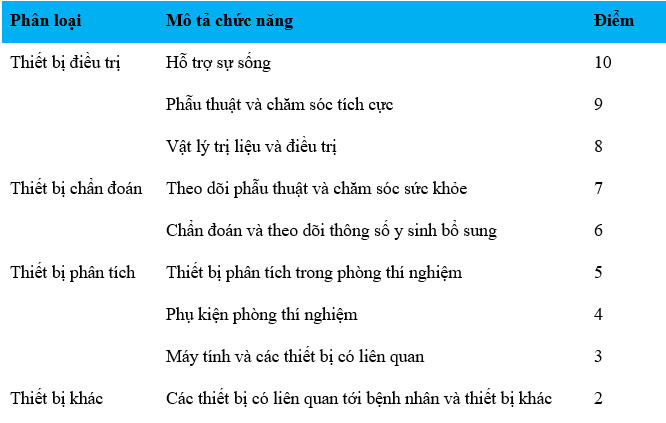 Phân loại Mô tả chức năng Điểm
Thiết bị điều trị Hỗ trợ sự sống 10
Phẫu thuật và chăm sóc tích cực 9
Vật lý trị liệu và điều trị 8
Thiết bị chẩn đoán Theo dõi phẫu thuật và chăm sóc sức khỏe 7
Chẩn đoán và theo dõi thông số y sinh bổ sung 6
Thiết bị phân tích Thiết bị phân tích trong phòng thí nghiệm 5
Phụ kiện phòng thí nghiệm 4
Máy tính và các thiết bị có liên quan 3
Thiết bị khác Các thiết bị có liên quan tới bệnh nhân và thiết bị khác 2